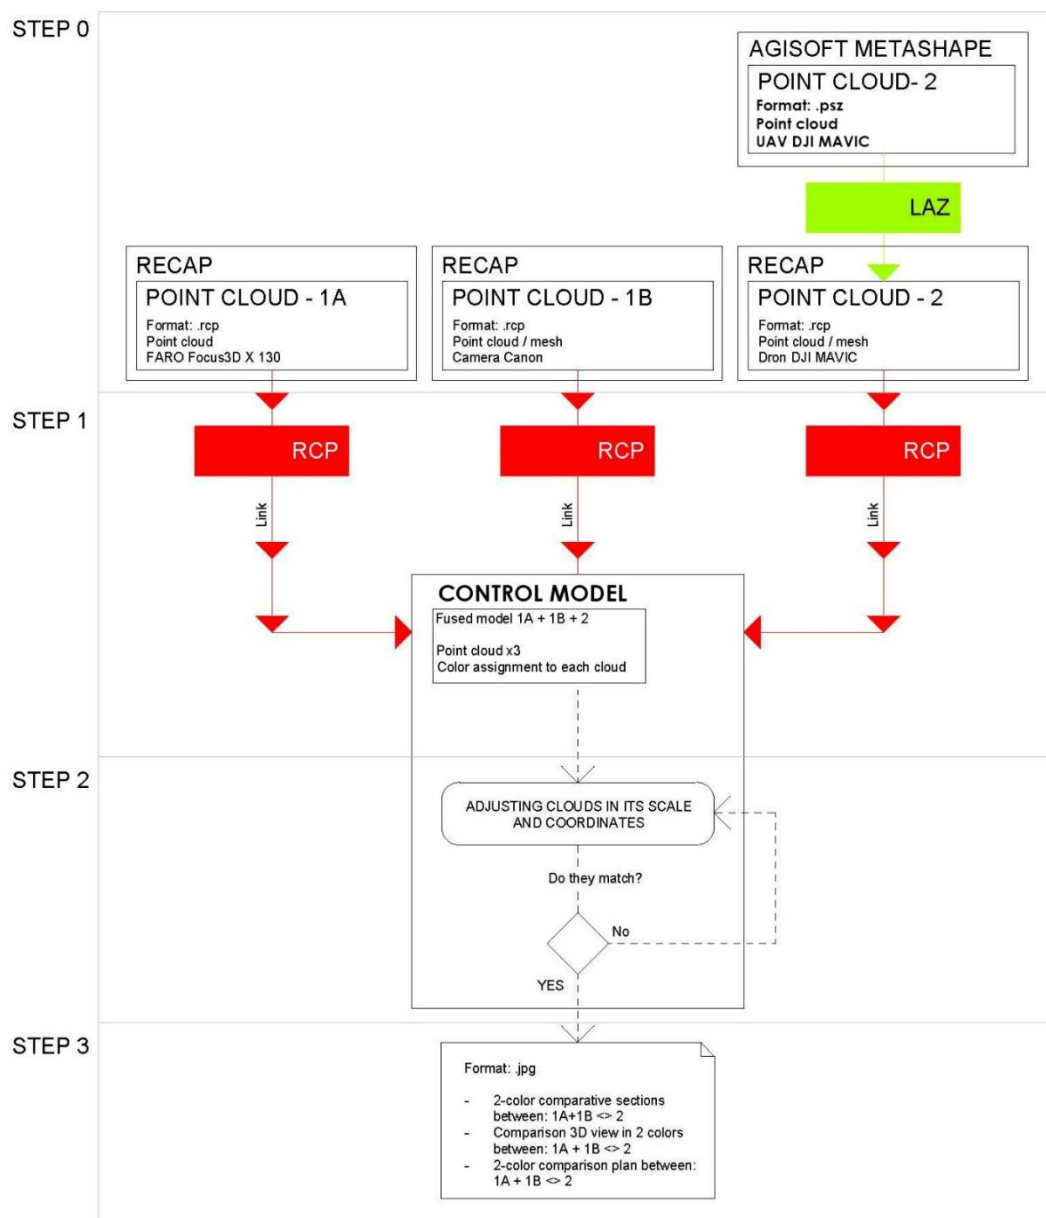 STEP 0
AGISOFT METASHAPE
POINT CLOUD- 2
Format: .psz
Point cloud
UAV DJI MAVIC
LAZ
RECAP
POINT CLOUD - 1A
Format: .rcp
Point cloud
FARO Focus3D X 130
RECAP
POINT CLOUD - 1B
Format: .rcp
Point cloud / mesh
Camera Canon
RECAP
POINT CLOUD - 2
Format: .rcp
Point cloud / mesh
Dron DJI MAVIC
STEP 1
RCP
RCP
RCP
Link
Link
Link
CONTROL MODEL
Fused model 1A + 1B + 2
Point cloud x3
Color assignment to each cloud
STEP 2
ADJUSTING CLOUDS IN ITS SCALE
AND COORDINATES
Do they match?
No
YES
STEP 3
Format: .jpg
- 2-color comparative sections
between: 1A+1B <> 2
- Comparison 3D view in 2 colors
between: 1A + 1B <> 2
- 2-color comparison plan between:
1A + 1B <> 2